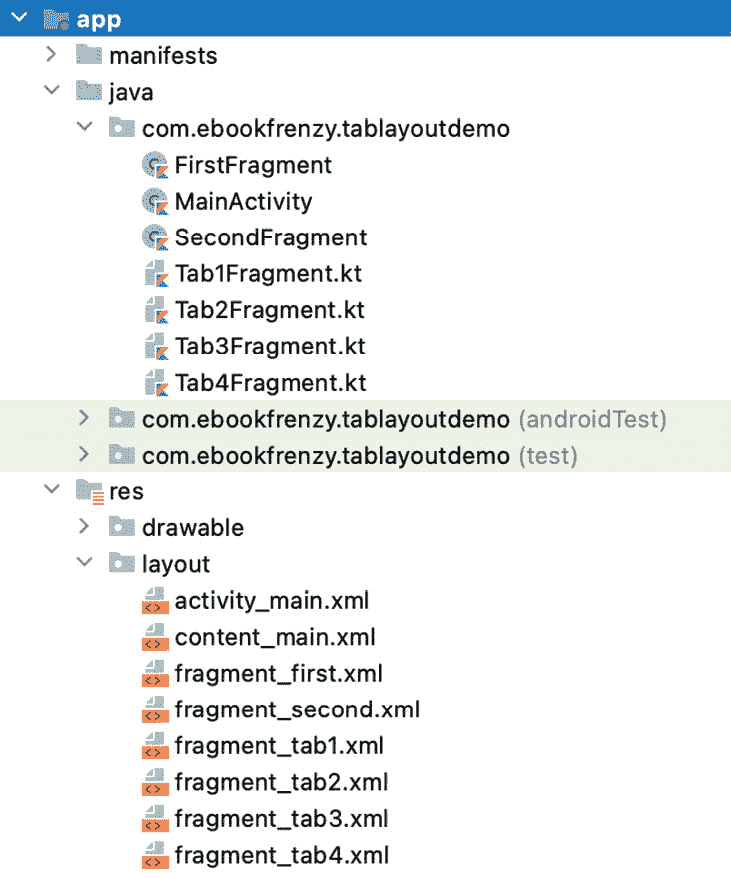 app
manifests
java
com.ebookfrenzy.tablayoutdemo
FirstFragment
MainActivity
SecondFragment
Tab1Fragment.kt
Tab2Fragment.kt
Tab3Fragment.kt
Tab4Fragment.kt
com.ebookfrenzy.tablayoutdemo (androidTest)
com.ebookfrenzy.tablayoutdemo (test)
res
drawable
layout
activity_main.xml
content_main.xml
fragment_first.xml
fragment_second.xml
fragment_tab1.xml
fragment_tab2.xml
fragment_tab3.xml
fragment_tab4.xml